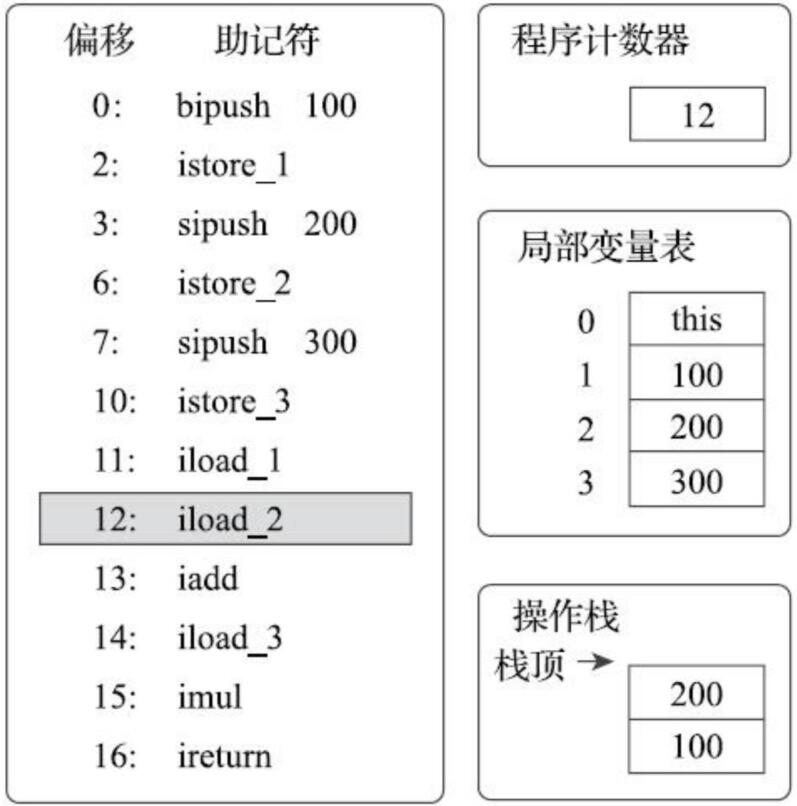 偏移 助记符
0: bipush 100
2: istore_1
3: sipush 200
6: istore_2
7: sipush 300
10: istore_3
11: iload_1
12: iload_2
13: iadd
14: iload_3
15: imul
16: ireturn
程序计数器
12
局部变量表
0 this
1 100
2 200
3 300
操作栈
栈顶
200
100